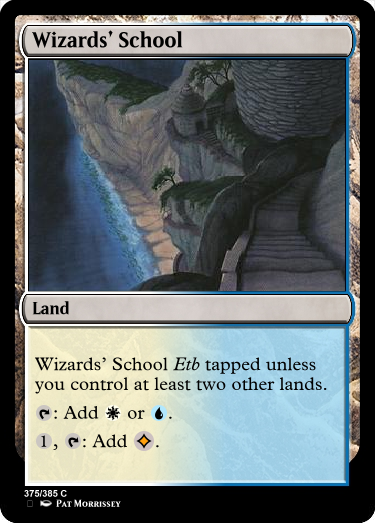 Wizards' School
Land
Wizards' School Etb tapped unless
you control at least two other lands.
: Add or .
1, : Add .
375/385 C
Pat Morrissey